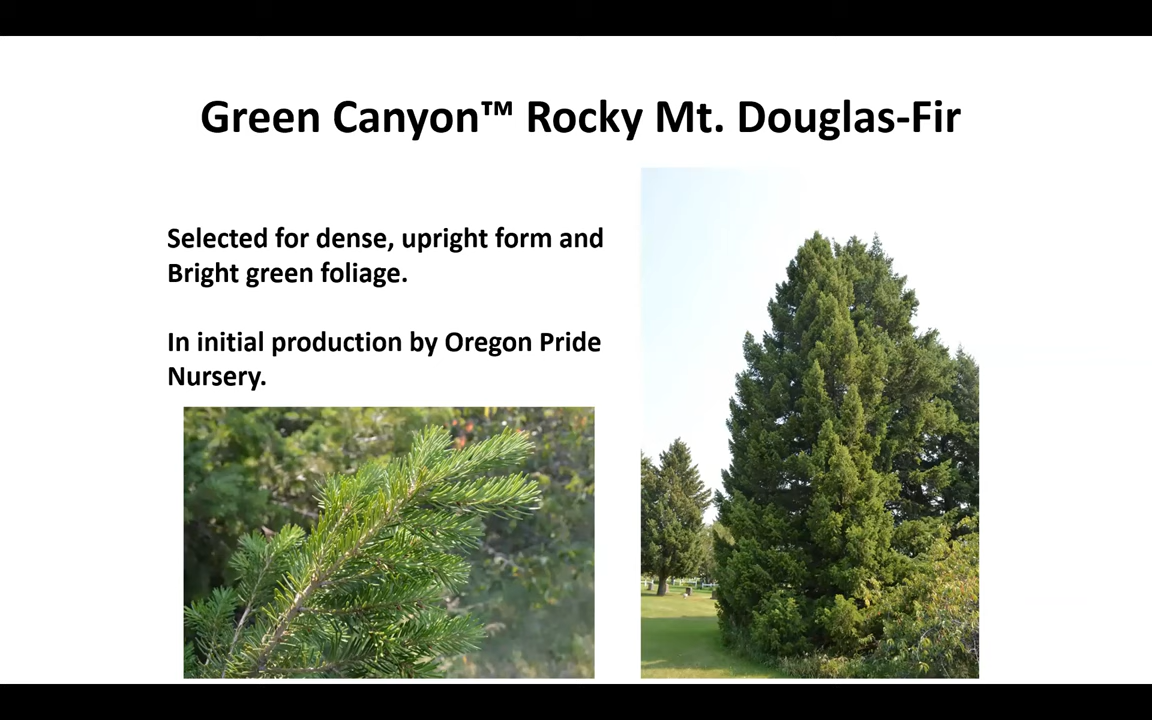 Green Canyon™ Rocky Mt. Douglas-Fir
Selected for dense, upright form and
Bright green foliage.
In initial production by Oregon Pride
Nursery.